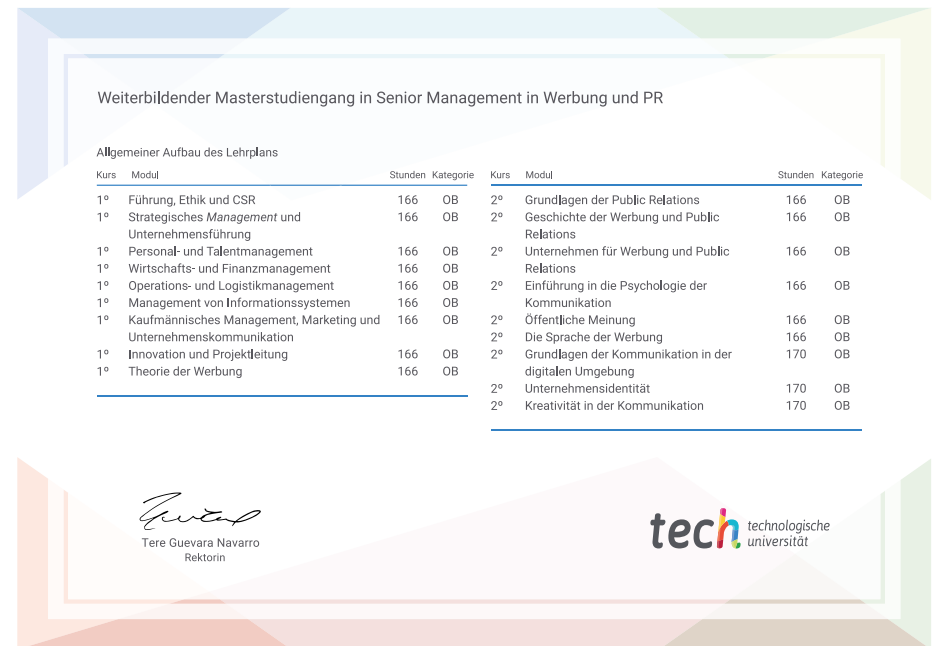 Weiterbildender Masterstudiengang in Senior Management in Werbung und PR
Allgemeiner Aufbau des Lehrplans
Kurs Modul Stunden Kategorie
1º Führung, Ethik und CSR 166 OB
1º Strategisches Management und 166 OB
Unternehmensführung
1º Personal- und Talentmanagement 166 OB
1º Wirtschafts- und Finanzmanagement 166 OB
1º Operations- und Logistikmanagement 166 OB
1º Management von Informationssystemen 166 OB
1º Kaufmännisches Management, Marketing und 166 OB
Unternehmenskommunikation
1º Innovation und Projektleitung 166 OB
1º Theorie der Werbung 166 OB
Kurs Modul Stunden Kategorie
2º Grundlagen der Public Relations 166 OB
2º Geschichte der Werbung und Public 166 OB
Relations
2º Unternehmen für Werbung und Public 166 OB
Relations
2º Einführung in die Psychologie der 166 OB
Kommunikation
2º Öffentliche Meinung 166 OB
2º Die Sprache der Werbung 166 OB
2º Grundlagen der Kommunikation in der 170 OB
digitalen Umgebung
2º Unternehmensidentität 170 OB
2º Kreativität in der Kommunikation 170 OB
Tere Guevara Navarro
Rektorin
tech technologische
universität